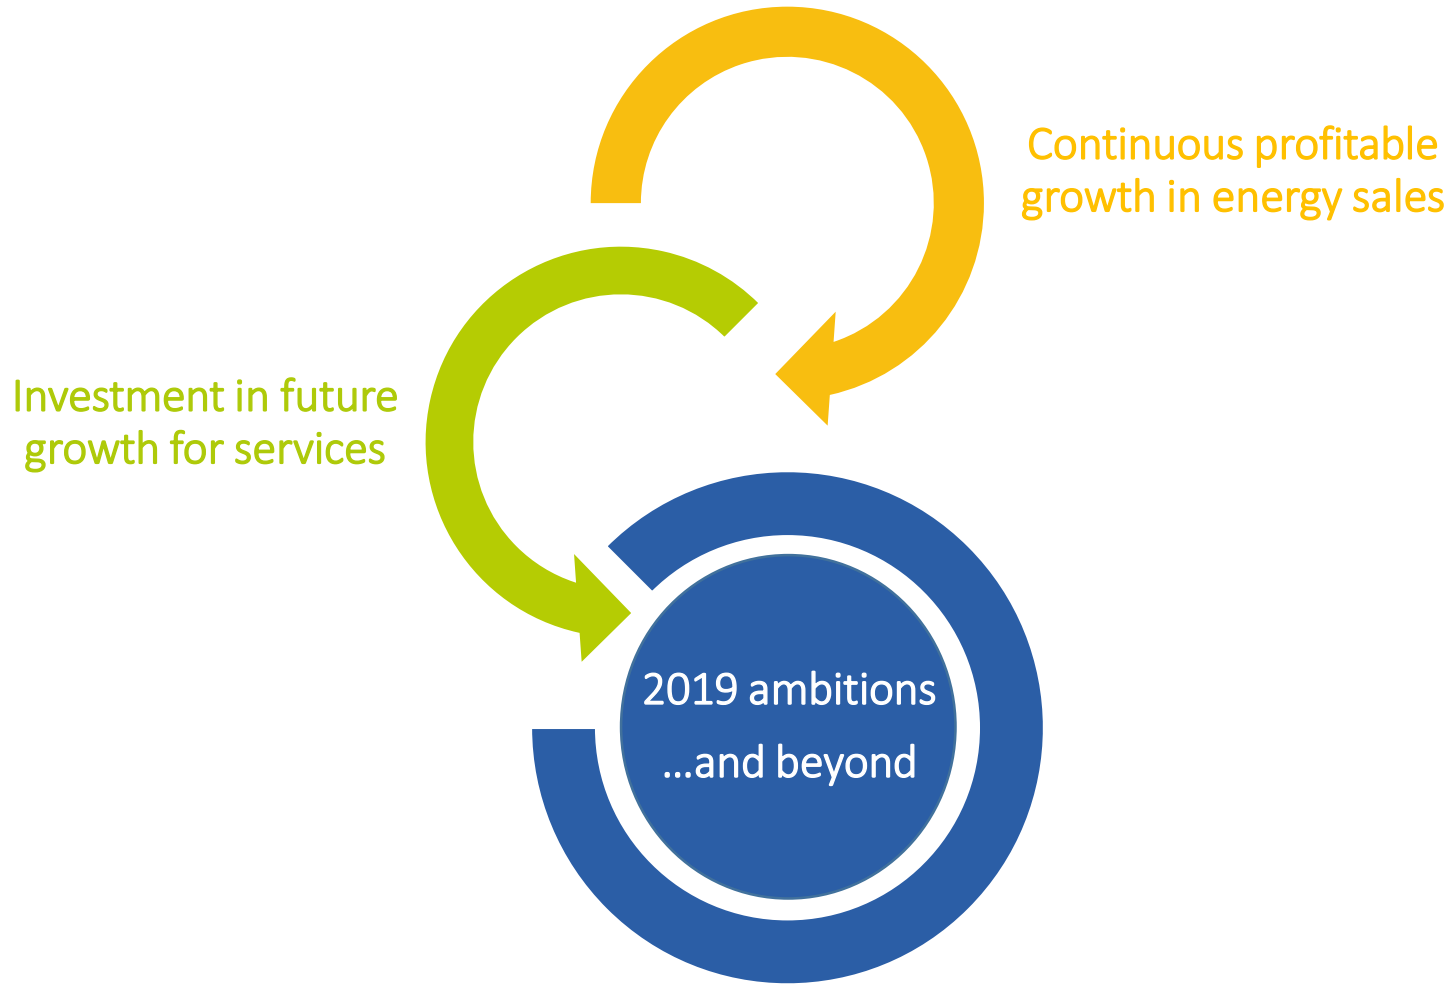 Continuous profitable
growth in energy sales
Investment in future
growth for services
2019 ambitions
...and beyond